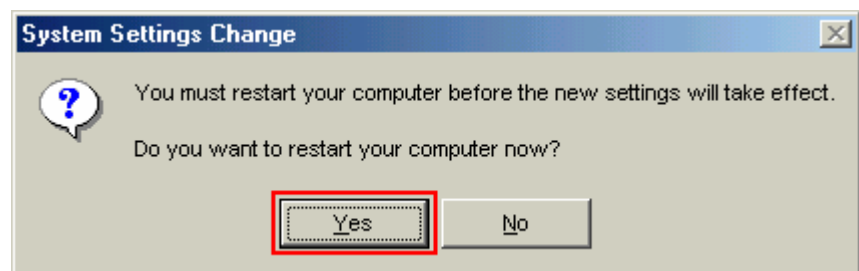 System Settings Change
You must restart your computer before the new settings will take effect.
Do you want to restart your computer now?
Yes No